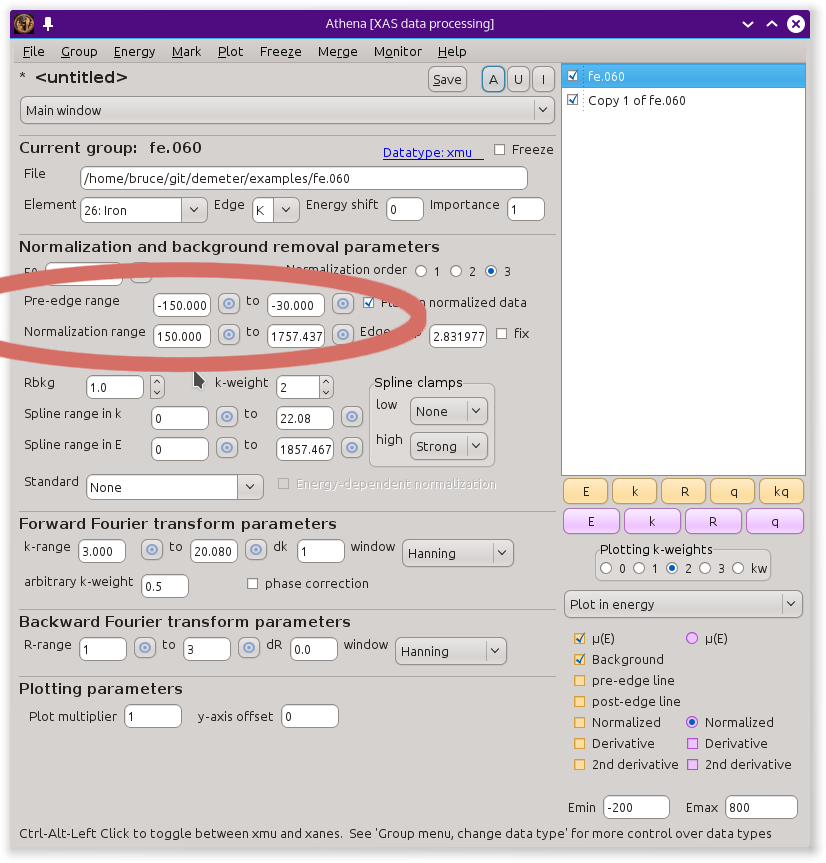 Athena [XAS data processing]
File Group Energy Mark Plot Freeze Merge Monitor Help
* <untitled> Save A U I
Main window
Current group: fe.060 Datatype: xmu Freeze
File /home/bruce/git/demeter/examples/fe.060
Element 26: Iron Edge K Energy shift 0 Importance 1
Normalization and background removal parameters
Normalization order 1 2 3
Pre-edge range -150.000 to -30.000 normalized data
Normalization range 150.000 to 1757.437 Edge 2.831977 fix
Rbkg 1.0 k-weight 2 Spline clamps
Spline range in k 0 to 22.08 low None
Spline range in E 0 to 1857.467 high Strong
Standard None Energy-dependent normalization
Forward Fourier transform parameters
k-range 3.000 to 20.080 dk 1 window Hanning
arbitrary k-weight 0.5 phase correction
Backward Fourier transform parameters
R-range 1 to 3 dR 0.0 window Hanning
Plotting parameters
Plot multiplier 1 y-axis offset 0
fe.060
Copy 1 of fe.060
E k R q kq
E k R q
Plotting k-weights
0 1 2 3 kw
Plot in energy
μ(E) μ(E)
Background
pre-edge line
post-edge line
Normalized Normalized
Derivative Derivative
2nd derivative 2nd derivative
Emin -200 Emax 800
Ctrl-Alt-Left Click to toggle between xmu and xanes. See 'Group menu, change data type' for more control over data types